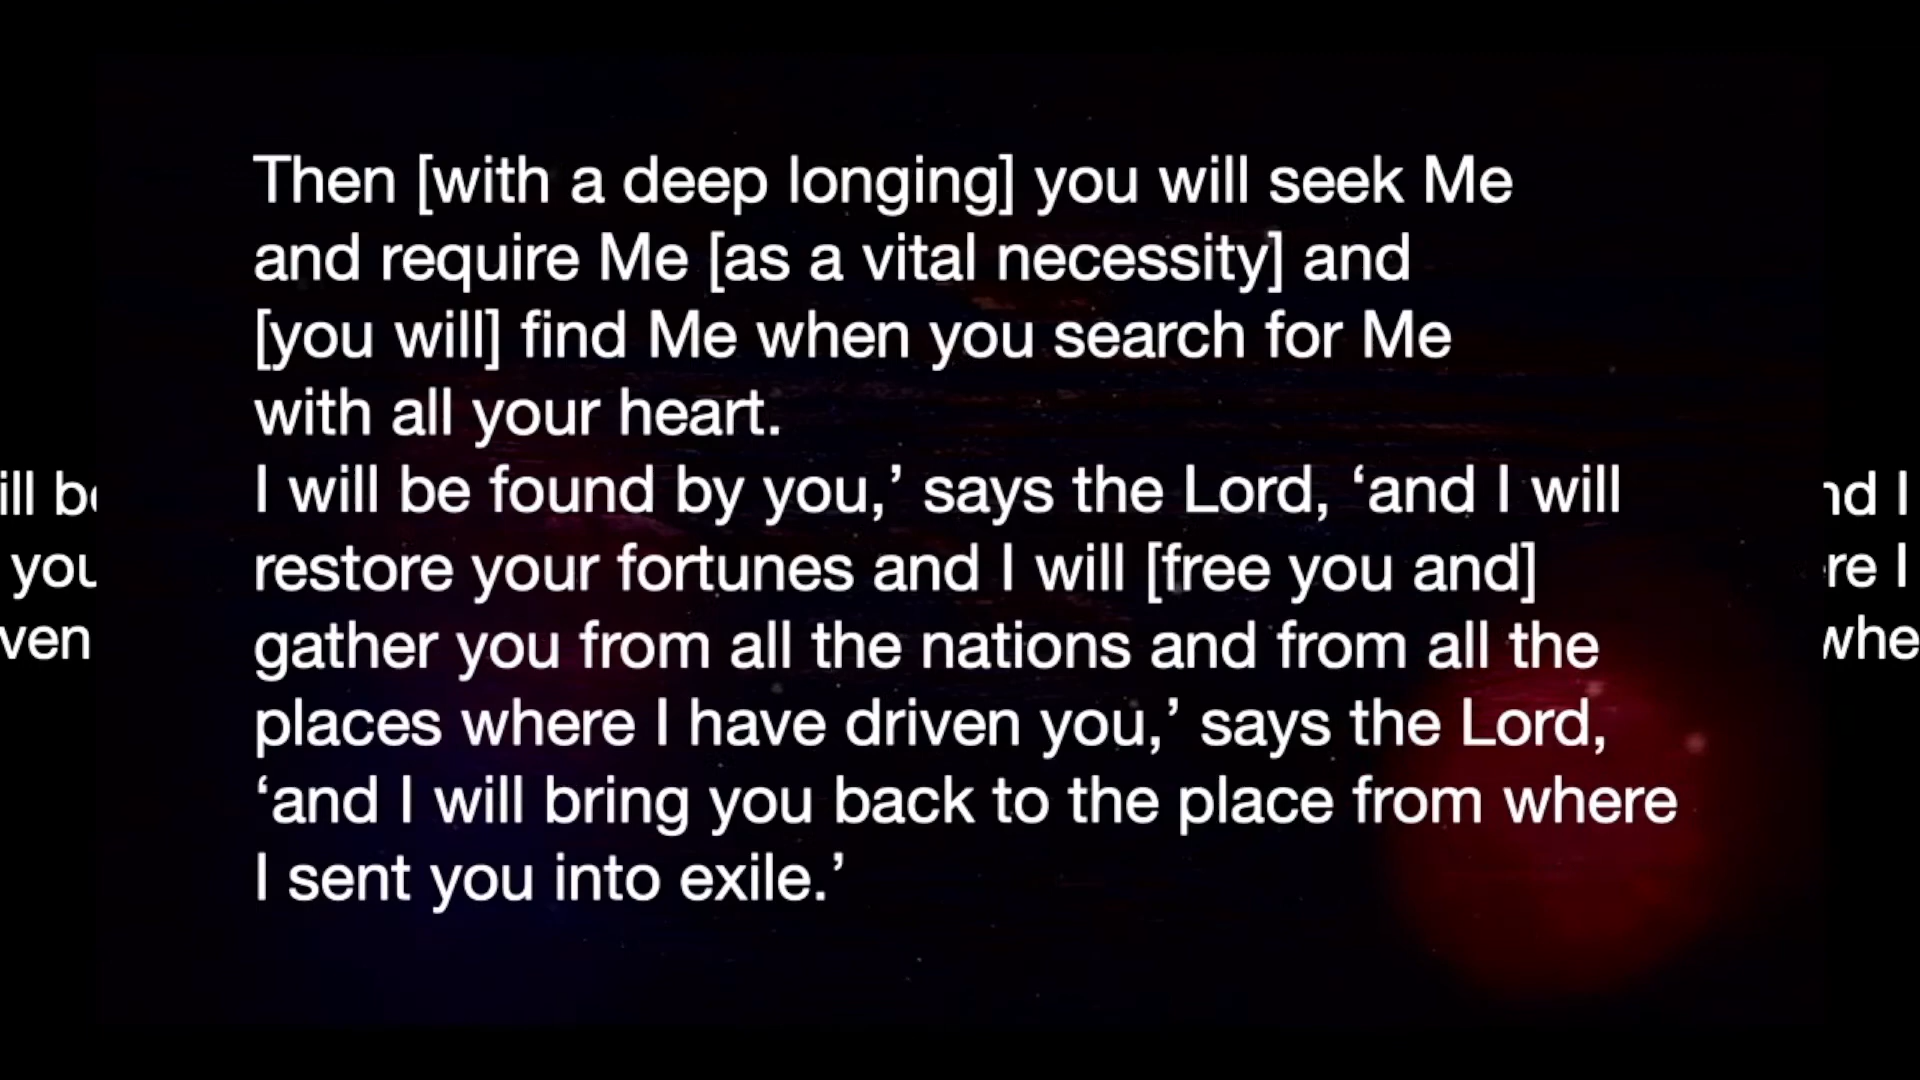 Then [with a deep longing] you will seek Me
and require Me [as a vital necessity] and
[you will] find Me when you search for Me
with all your heart.
I will be found by you,’ says the Lord, ‘and I will
restore your fortunes and I will [free you and]
gather you from all the nations and from all the
places where I have driven you,’ says the Lord,
‘and I will bring you back to the place from where
I sent you into exile.’